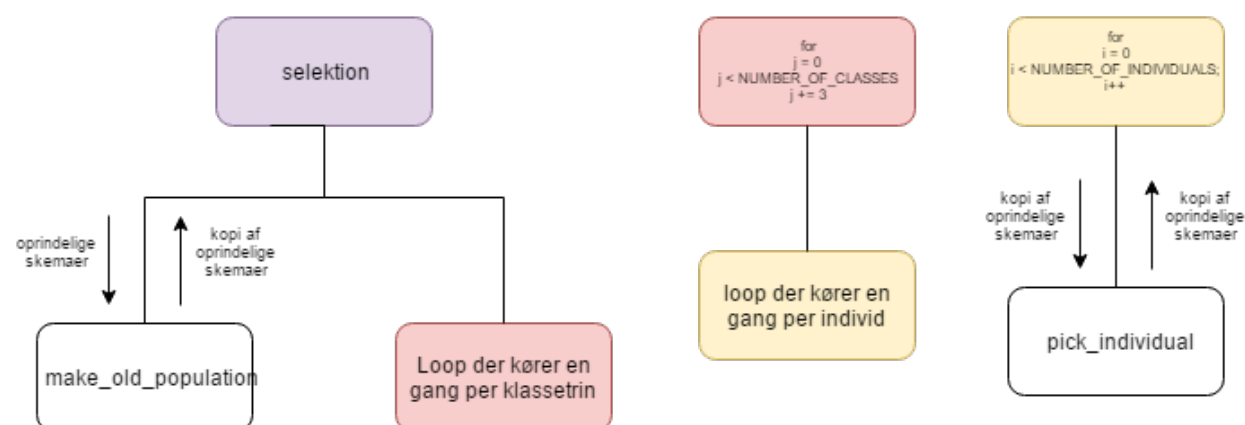 selektion
oprindelige
skemaer
kopi af
oprindelige
skemaer
make_old_population
Loop der kører en
gang per klassetrin
for
j = 0
j < NUMBER_OF_CLASSES
j += 3
loop der kører en
gang per individ
for
i = 0
i < NUMBER_OF_INDIVIDUALS;
i++
kopi af
oprindelige
skemaer
kopi af
oprindelige
skemaer
pick_individual